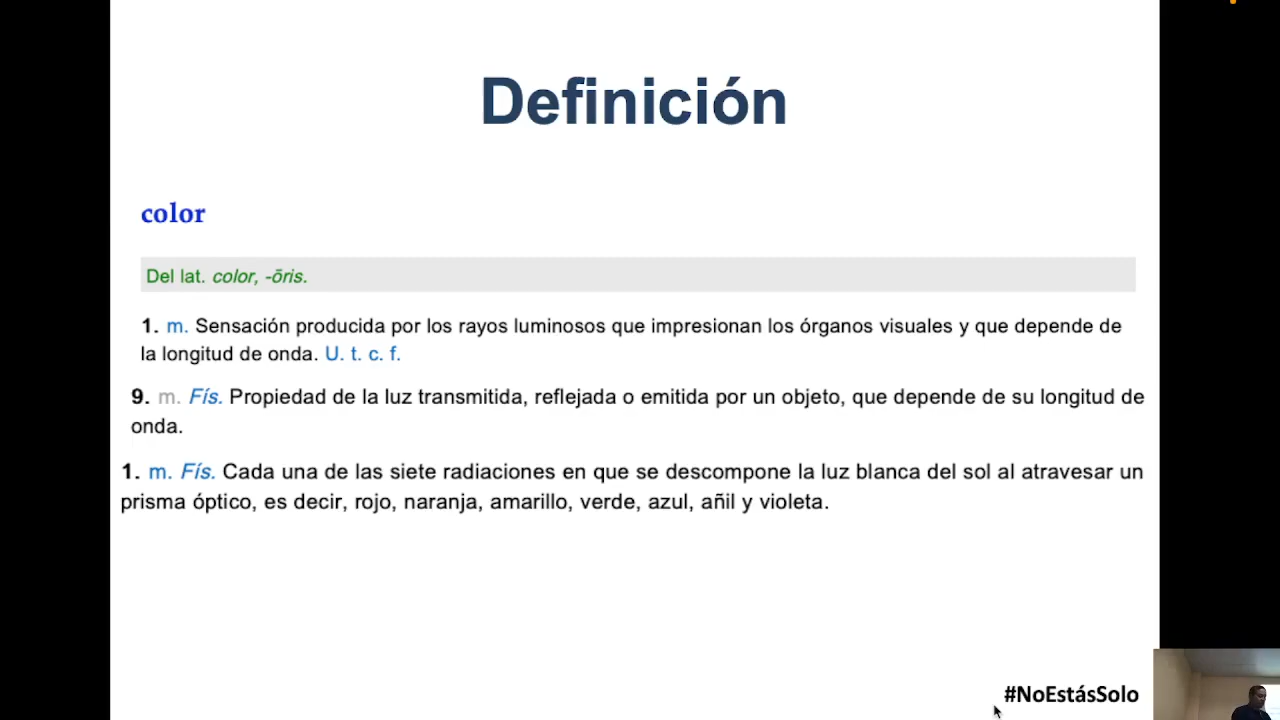 Definición
color
Del lat. color, -ōris.
1. m. Sensación producida por los rayos luminosos que impresionan los órganos visuales y que depende de
la longitud de onda. U. t. c. f.
9. m. Fís. Propiedad de la luz transmitida, reflejada o emitida por un objeto, que depende de su longitud de
onda.
1. m. Fís. Cada una de las siete radiaciones en que se descompone la luz blanca del sol al atravesar un
prisma óptico, es decir, rojo, naranja, amarillo, verde, azul, añil y violeta.
#NoEstásSolo